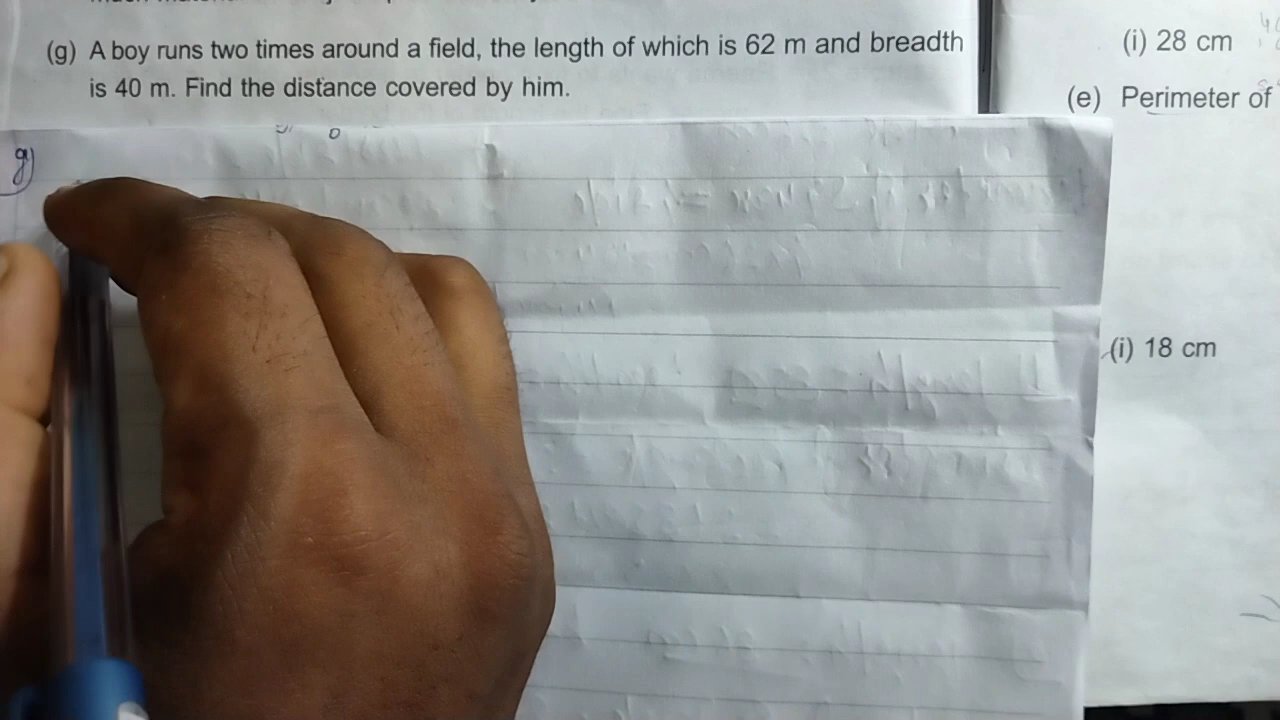 (g) A boy runs two times around a field, the length of which is 62 m and breadth
is 40 m. Find the distance covered by him.
g)
(i) 28 cm
(e) Perimeter of
(i) 18 cm